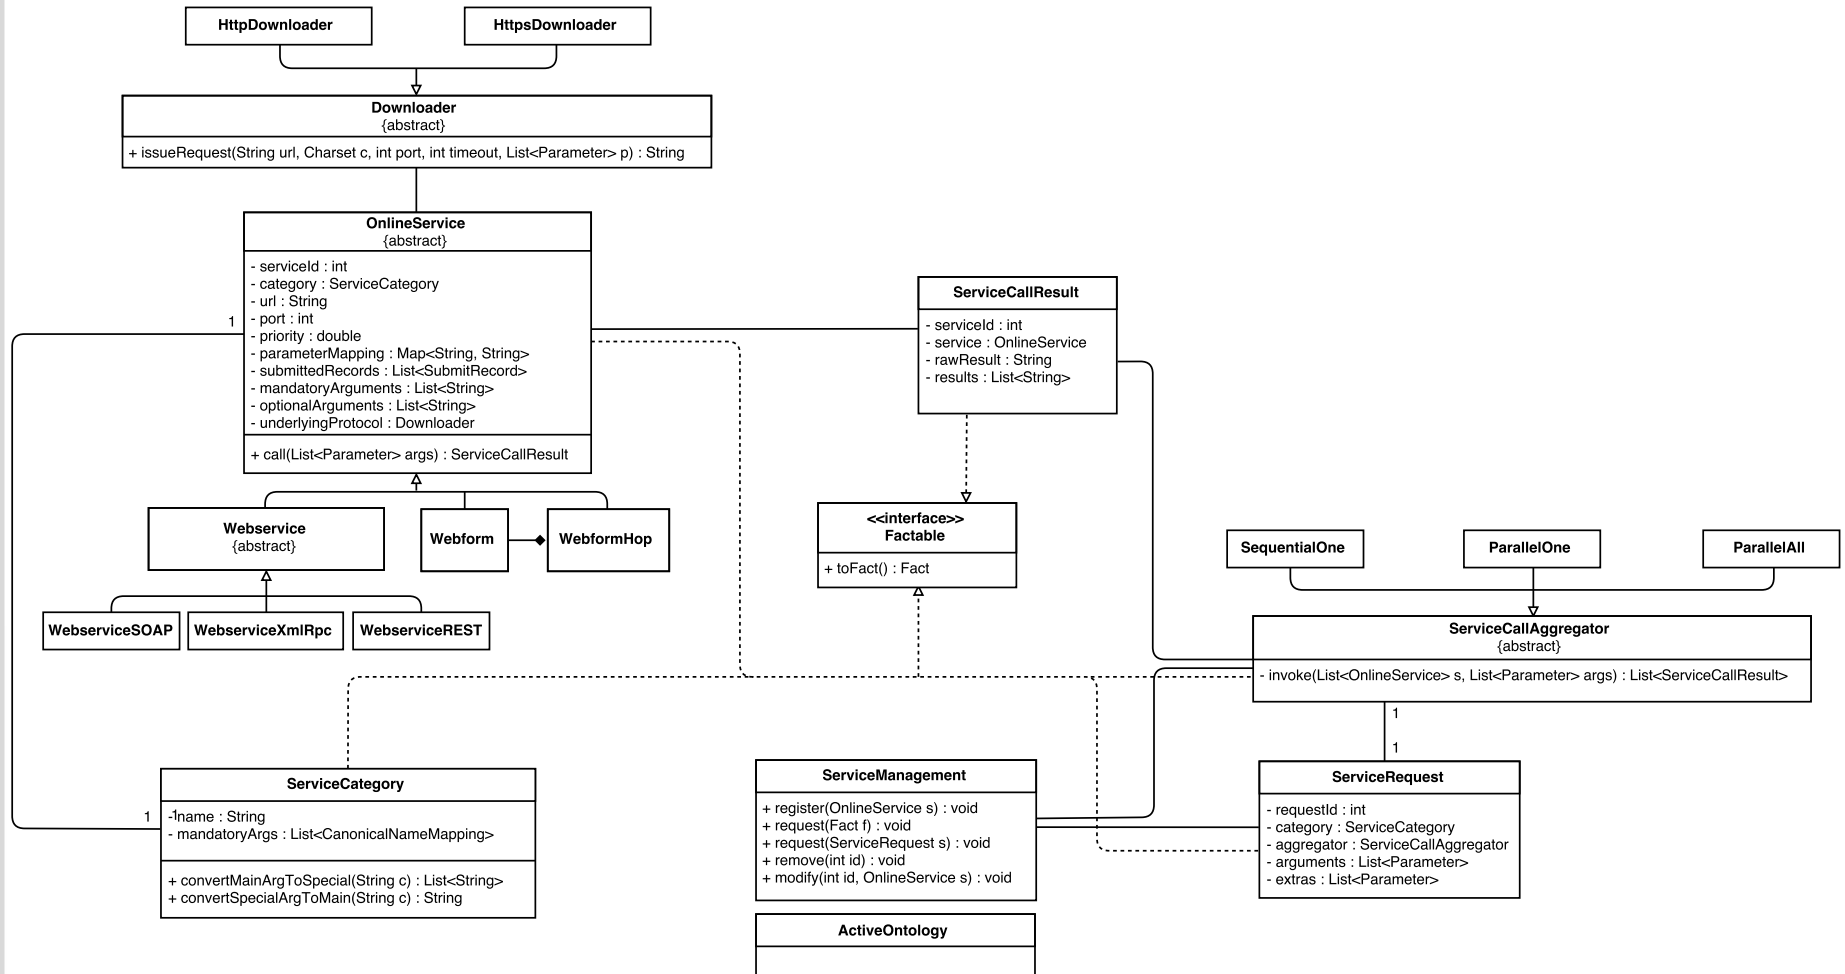 HttpDownloader
HttpsDownloader
Downloader
{abstract}
+ issueRequest(String url, Charset c, int port, int timeout, List<Parameter> p) : String
OnlineService
{abstract}
- serviceId : int
- category : ServiceCategory
- url : String
- port : int
- priority : double
- parameterMapping : Map<String, String>
- submittedRecords : List<SubmitRecord>
- mandatoryArguments : List<String>
- optionalArguments : List<String>
- underlyingProtocol : Downloader
+ call(List<Parameter> args) : ServiceCallResult
1
ServiceCallResult
- serviceId : int
- service : OnlineService
- rawResult : String
- results : List<String>
Webservice
{abstract}
Webform
WebformHop
WebserviceSOAP
WebserviceXmlRpc
WebserviceREST
<<interface>>
Factable
+ toFact() : Fact
SequentialOne
ParallelOne
ParallelAll
ServiceCallAggregator
{abstract}
- invoke(List<OnlineService> s, List<Parameter> args) : List<ServiceCallResult>
1
1
ServiceCategory
1
1
- name : String
- mandatoryArgs : List<CanonicalNameMapping>
+ convertMainArgToSpecial(String c) : List<String>
+ convertSpecialArgToMain(String c) : String
ServiceManagement
+ register(OnlineService s) : void
+ request(Fact f) : void
+ request(ServiceRequest s) : void
+ remove(int id) : void
+ modify(int id, OnlineService s) : void
ServiceRequest
- requestId : int
- category : ServiceCategory
- aggregator : ServiceCallAggregator
- arguments : List<Parameter>
- extras : List<Parameter>
ActiveOntology